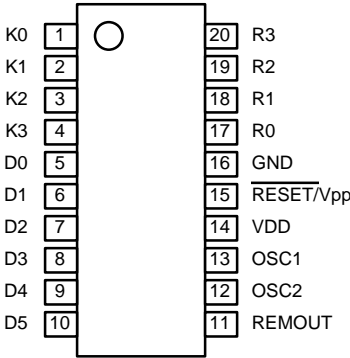 K0 1 20 R3
K1 2 19 R2
K2 3 18 R1
K3 4 17 R0
D0 5 16 GND
D1 6 15 RESET/Vpp
D2 7 14 VDD
D3 8 13 OSC1
D4 9 12 OSC2
D5 10 11 REMOUT